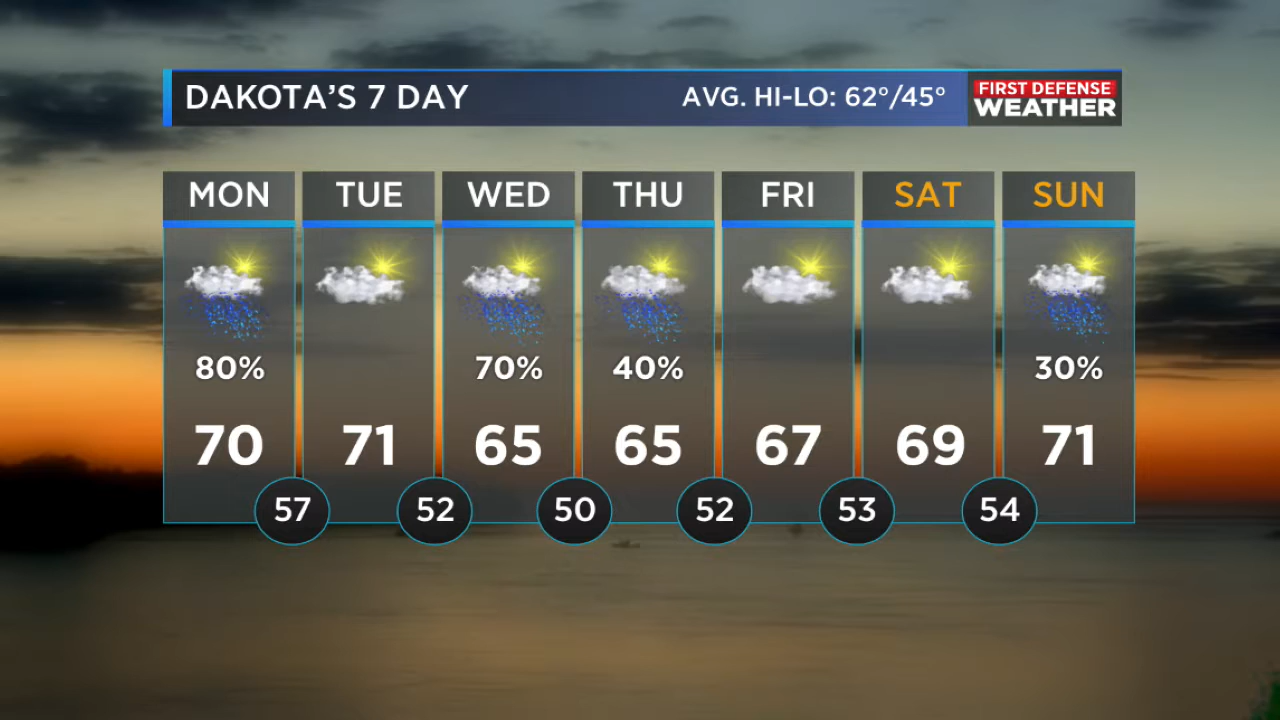 DAKOTA'S 7 DAY
AVG. HI-LO: 62°/45°
FIRST DEFENSE
WEATHER
MON TUE WED THU FRI SAT SUN
80% 70% 40% 30%
70 71 65 65 67 69 71
57 52 50 52 53 54